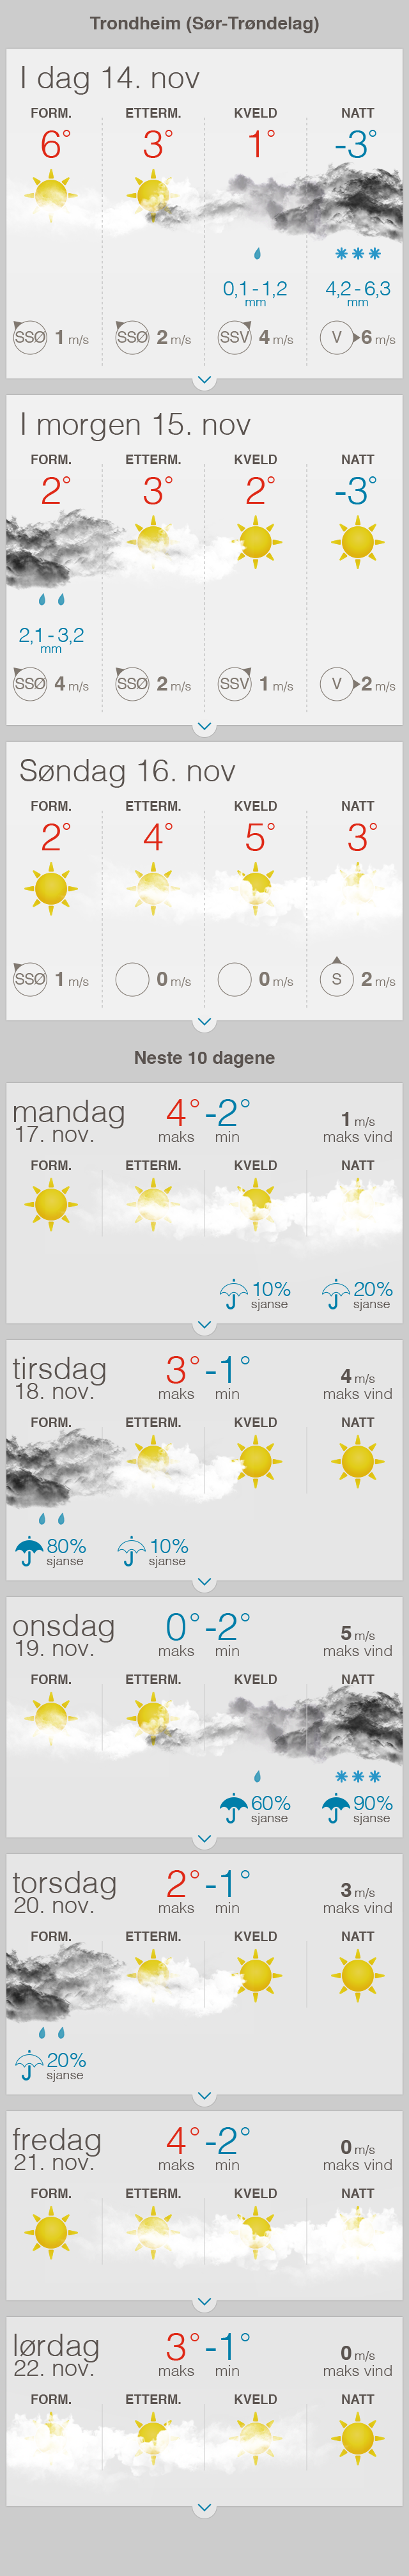 Trondheim (Sør-Trøndelag)
I dag 14. nov
FORM. ETTERM. KVELD NATT
6° 3° 1° -3°
0,1 - 1,2 4,2 - 6,3
mm mm
SSØ 1 m/s SSØ 2 m/s SSV 4 m/s V 6 m/s
I morgen 15. nov
FORM. ETTERM. KVELD NATT
2° 3° 2° -3°
2,1 - 3,2
mm
SSØ 4 m/s SSØ 2 m/s SSV 1 m/s V 2 m/s
Søndag 16. nov
FORM. ETTERM. KVELD NATT
2° 4° 5° 3°
SSØ 1 m/s 0 m/s 0 m/s S 2 m/s
Neste 10 dagene
mandag 4° -2° 1 m/s
17. nov. maks min maks vind
FORM. ETTERM. KVELD NATT
10% 20%
sjanse sjanse
tirsdag 3° -1° 4 m/s
18. nov. maks min maks vind
FORM. ETTERM. KVELD NATT
80% 10%
sjanse sjanse
onsdag 0° -2° 5 m/s
19. nov. maks min maks vind
FORM. ETTERM. KVELD NATT
60% 90%
sjanse sjanse
torsdag 2° -1° 3 m/s
20. nov. maks min maks vind
FORM. ETTERM. KVELD NATT
20%
sjanse
fredag 4° -2° 0 m/s
21. nov. maks min maks vind
FORM. ETTERM. KVELD NATT
lørdag 3° -1° 0 m/s
22. nov. maks min maks vind
FORM. ETTERM. KVELD NATT